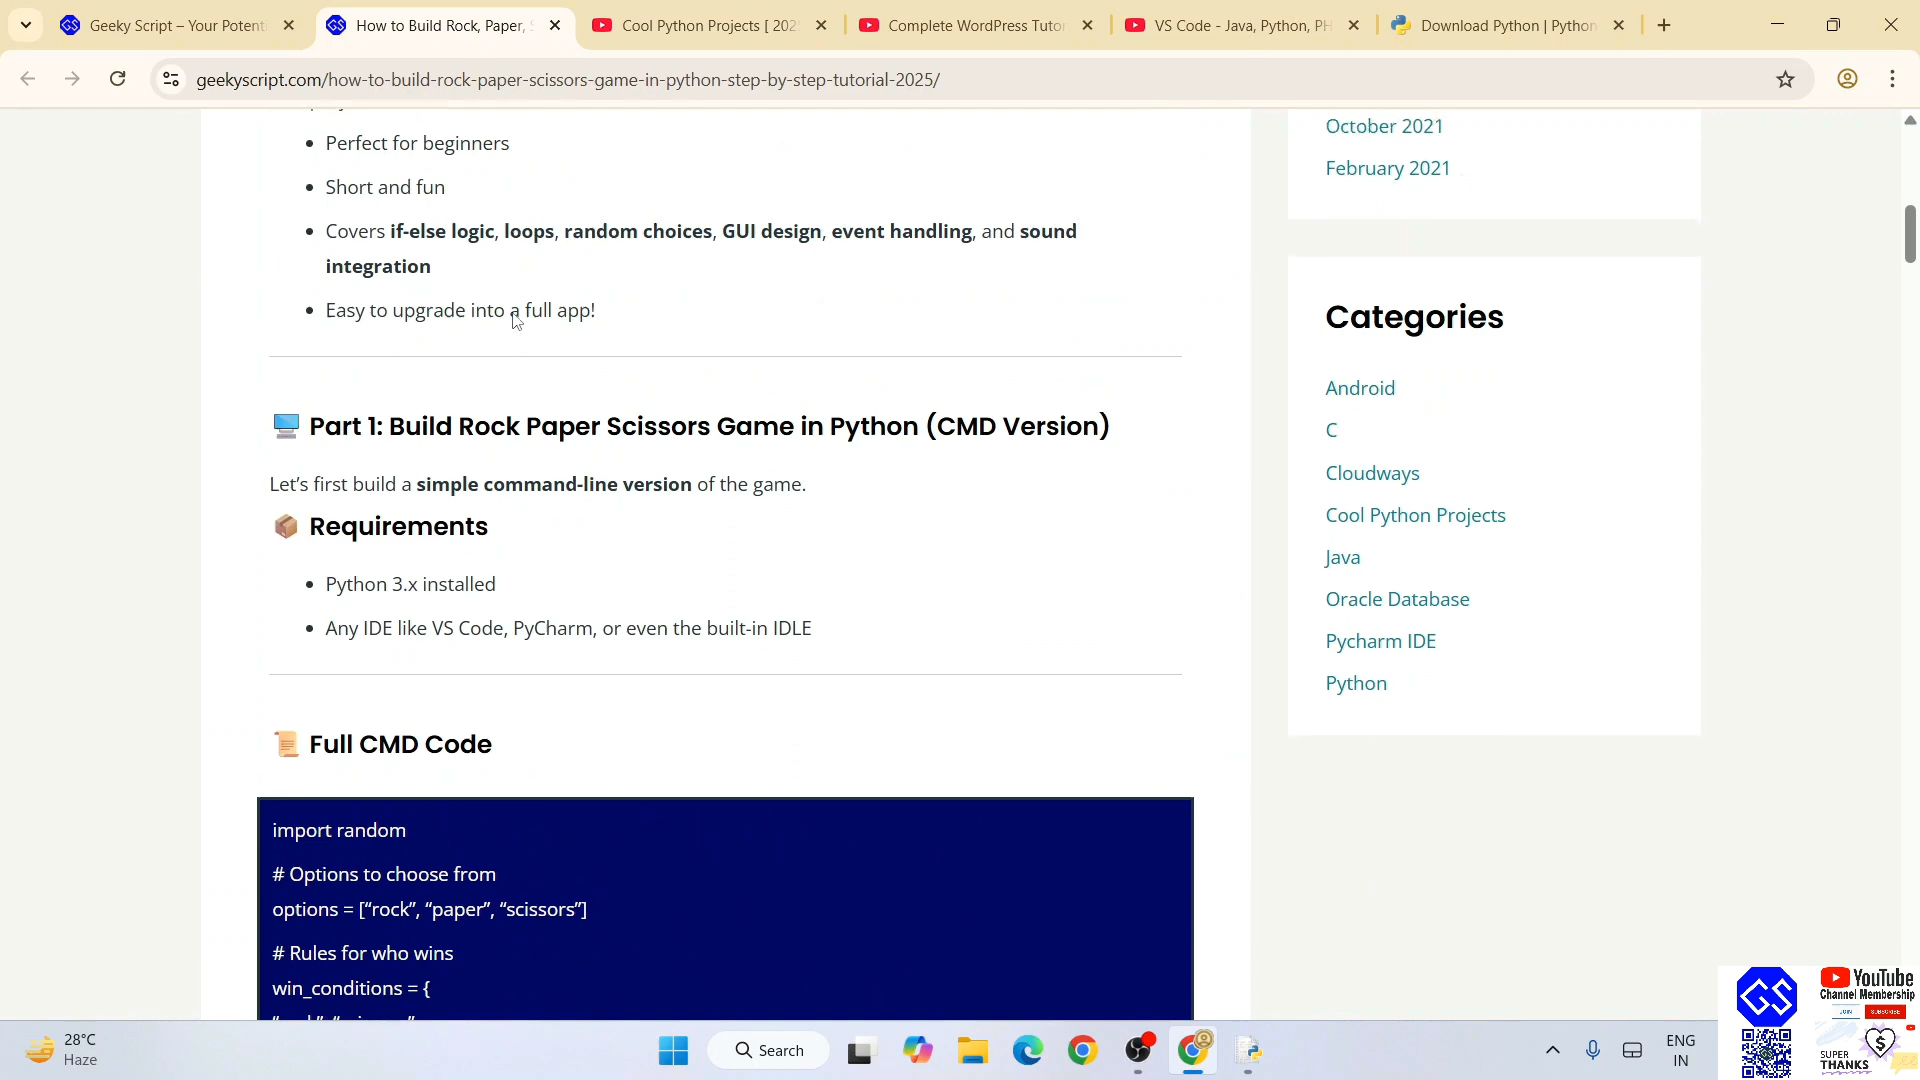 Geeky Script – Your Potenti
How to Build Rock, Paper, S
Cool Python Projects [ 202
Complete WordPress Tutor
VS Code - Java, Python, PH
Download Python | Python
geekyscript.com/how-to-build-rock-paper-scissors-game-in-python-step-by-step-tutorial-2025/
Perfect for beginners
Short and fun
Covers if-else logic, loops, random choices, GUI design, event handling, and sound
integration
Easy to upgrade into a full app!
Part 1: Build Rock Paper Scissors Game in Python (CMD Version)
Let's first build a simple command-line version of the game.
Requirements
Python 3.x installed
Any IDE like VS Code, PyCharm, or even the built-in IDLE
Full CMD Code
import random
# Options to choose from
options = [“rock”, “paper”, “scissors”]
# Rules for who wins
win_conditions = {
October 2021
February 2021
Categories
Android
C
Cloudways
Cool Python Projects
Java
Oracle Database
Pycharm IDE
Python
YouTube
Channel Membership
JOIN
SUBSCRIBE
SUPER
THANKS
28°C
Haze
Search
ENG
IN